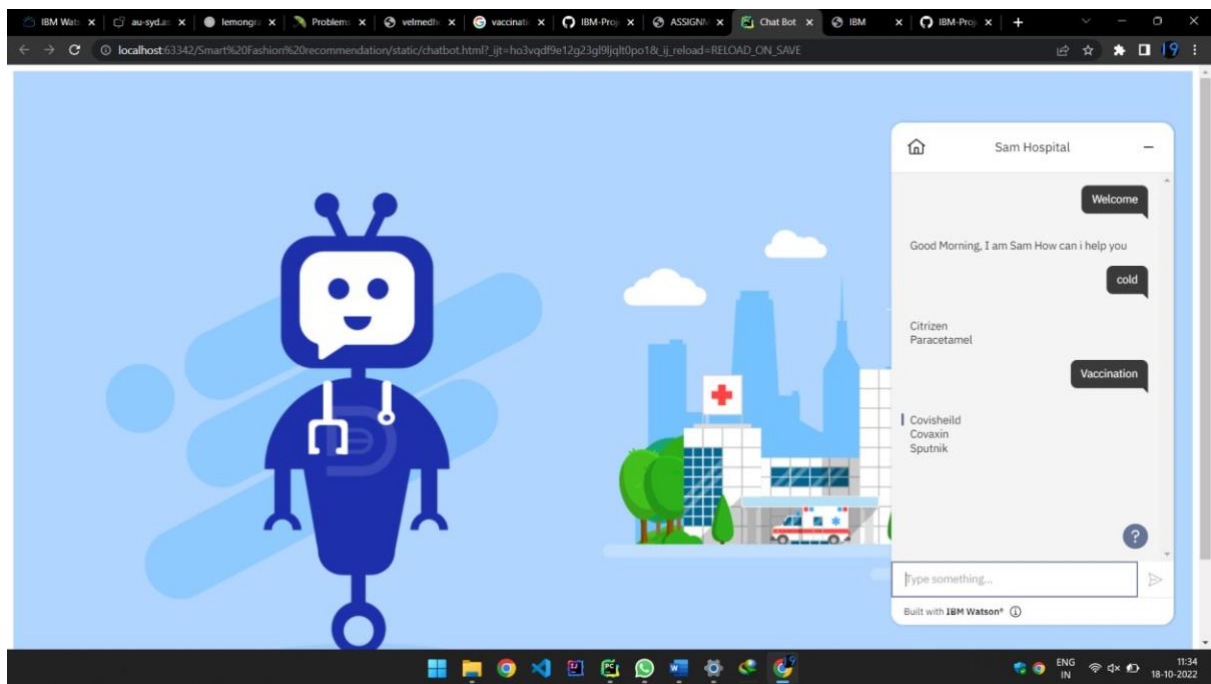 IBM Wats
au-syd.as
lemongra
Problems
velmedh
vaccinati
IBM-Proj
ASSIGNM
Chat Bot
IBM
IBM-Proj
localhost:63342/Smart%20Fashion%20recommendation/static/chatbot.html?_ijt=ho3vqdf9e12g23gl9ljqlt0po1&_ij_reload=RELOAD_ON_SAVE
19
Sam Hospital
Welcome
Good Morning, I am Sam How can i help you
cold
Citrizen
Paracetamel
Vaccination
Covisheild
Covaxin
Sputnik
?
Type something...
Built with IBM Watson®
ENG
IN
11:34
18-10-2022